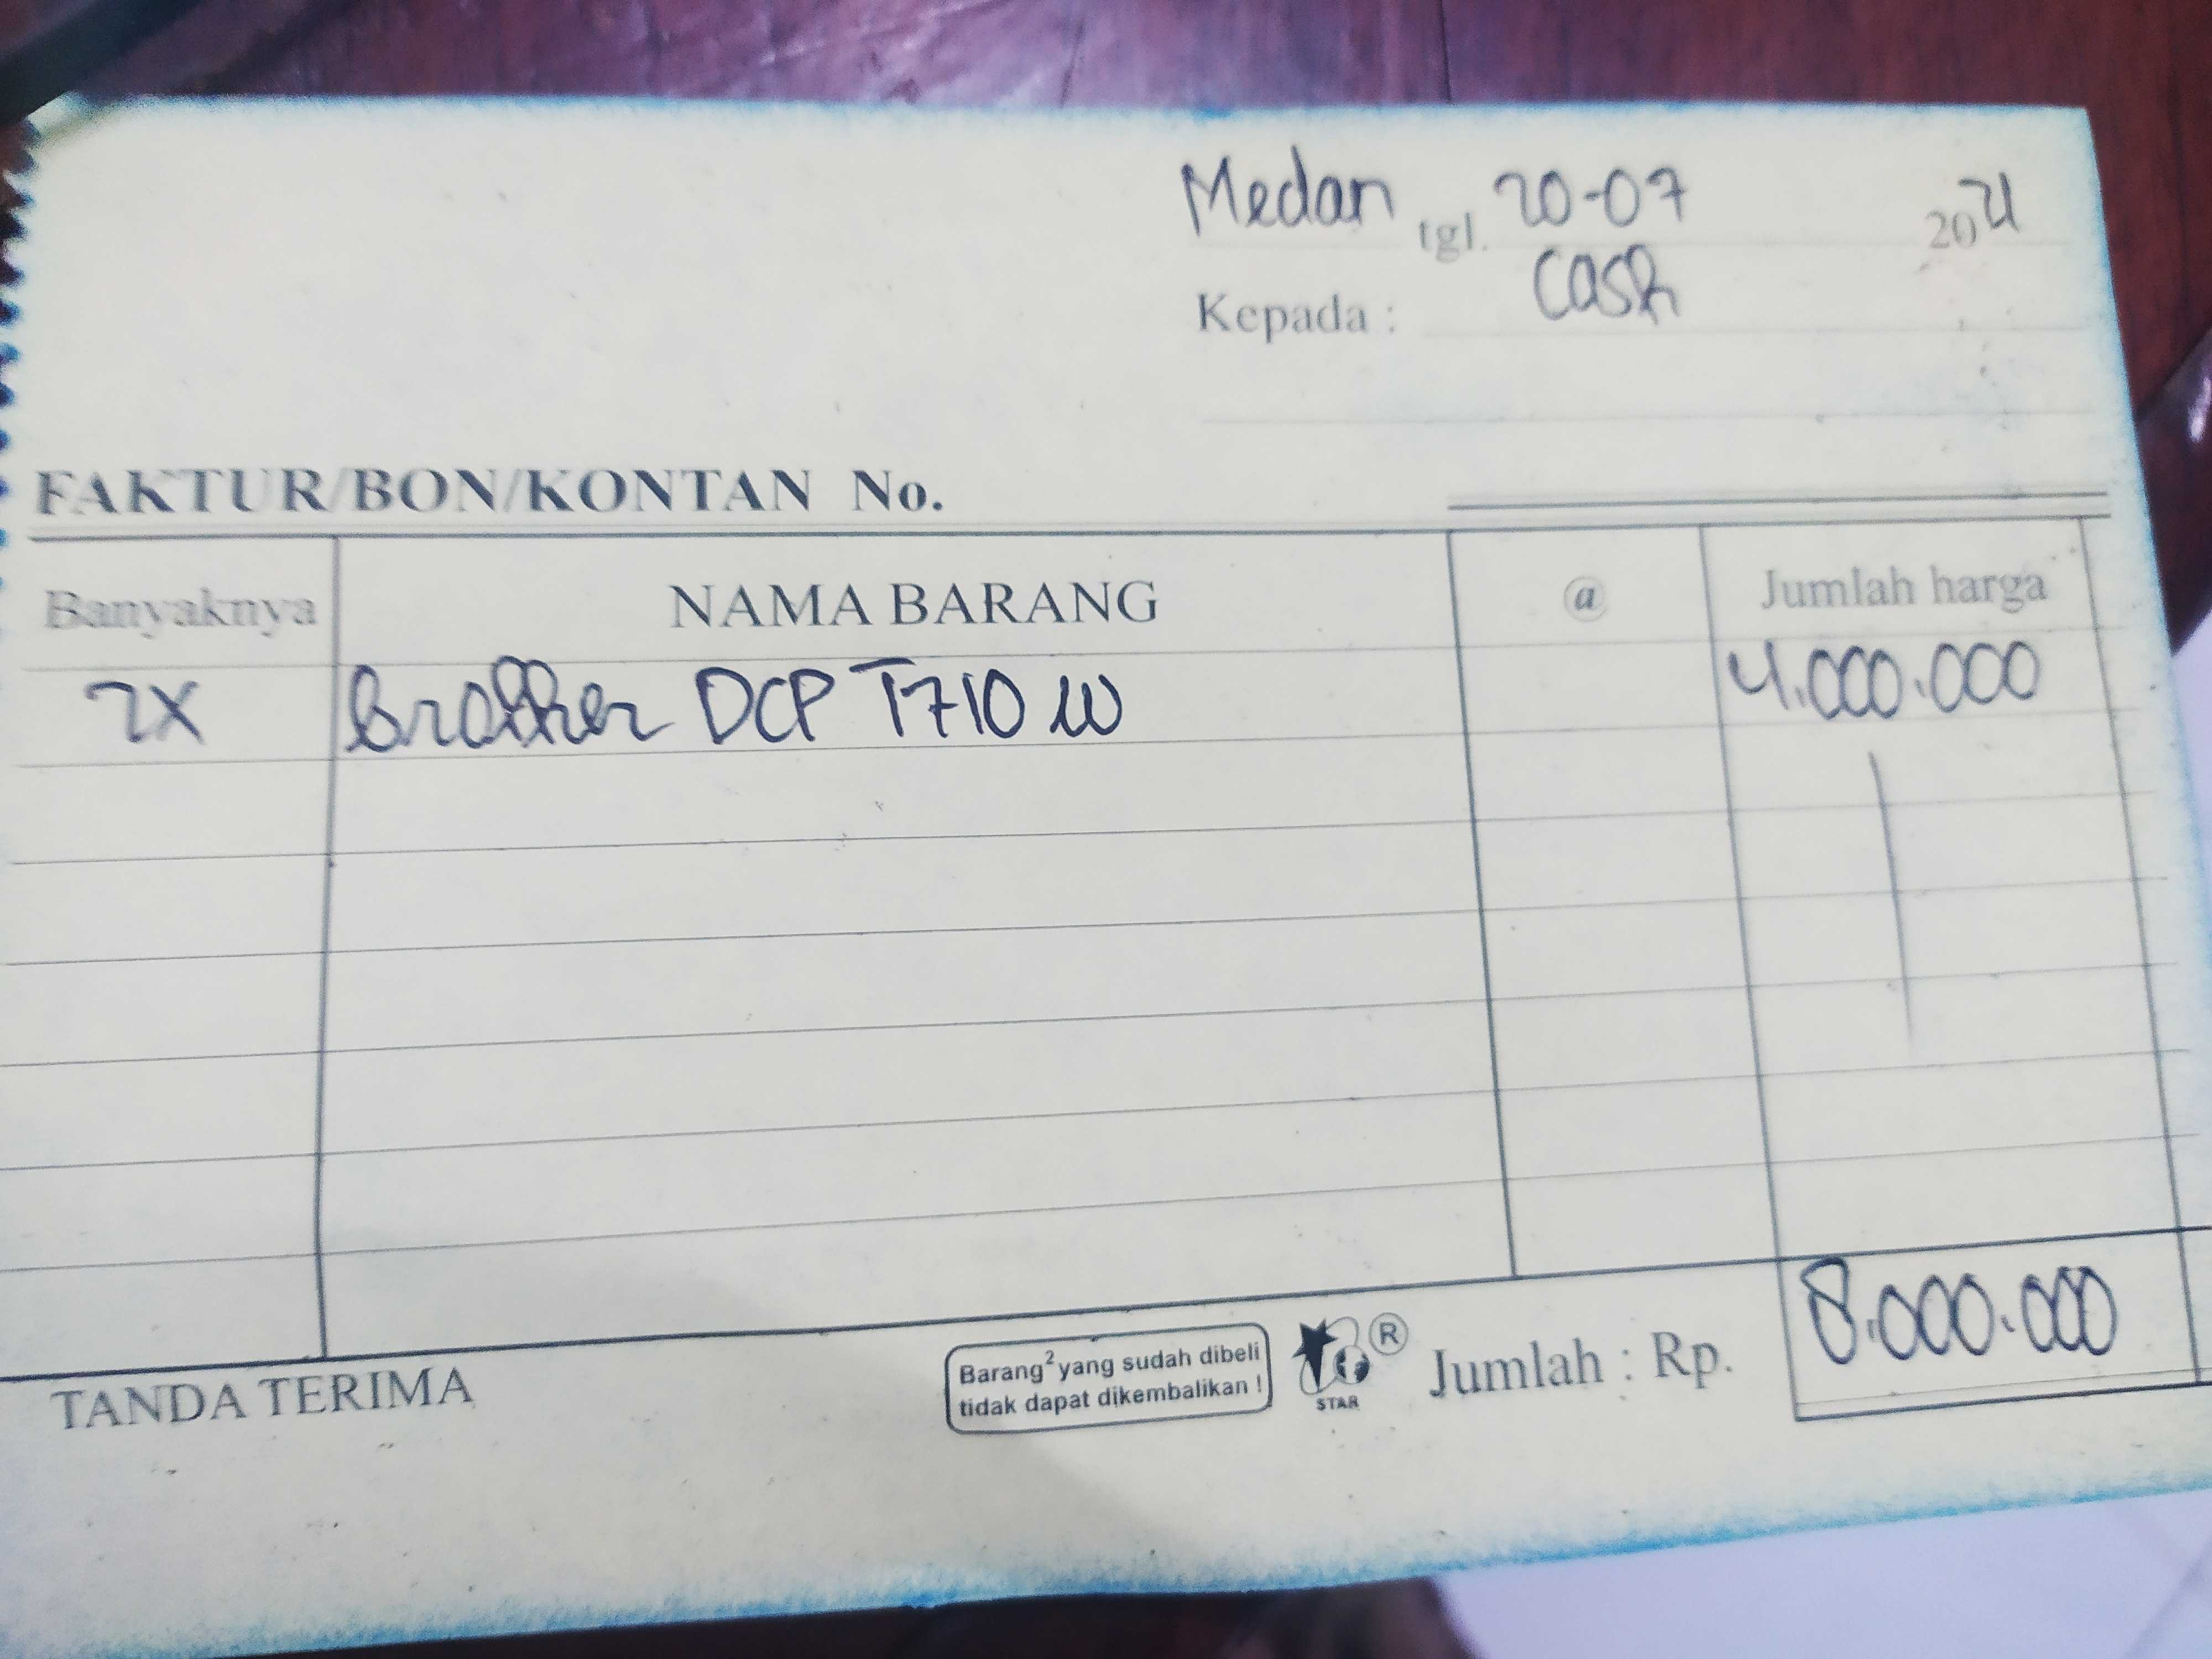 Medan tgl. 20-07 2021
Kepada : Cash
FAKTUR/BON/KONTAN No.
Banyaknya NAMA BARANG @ Jumlah harga
2X Brother DCP T710 W 4.000.000
Barang² yang sudah dibeli
tidak dapat dikembalikan !
STAR
®
Jumlah : Rp. 8.000.000
TANDA TERIMA